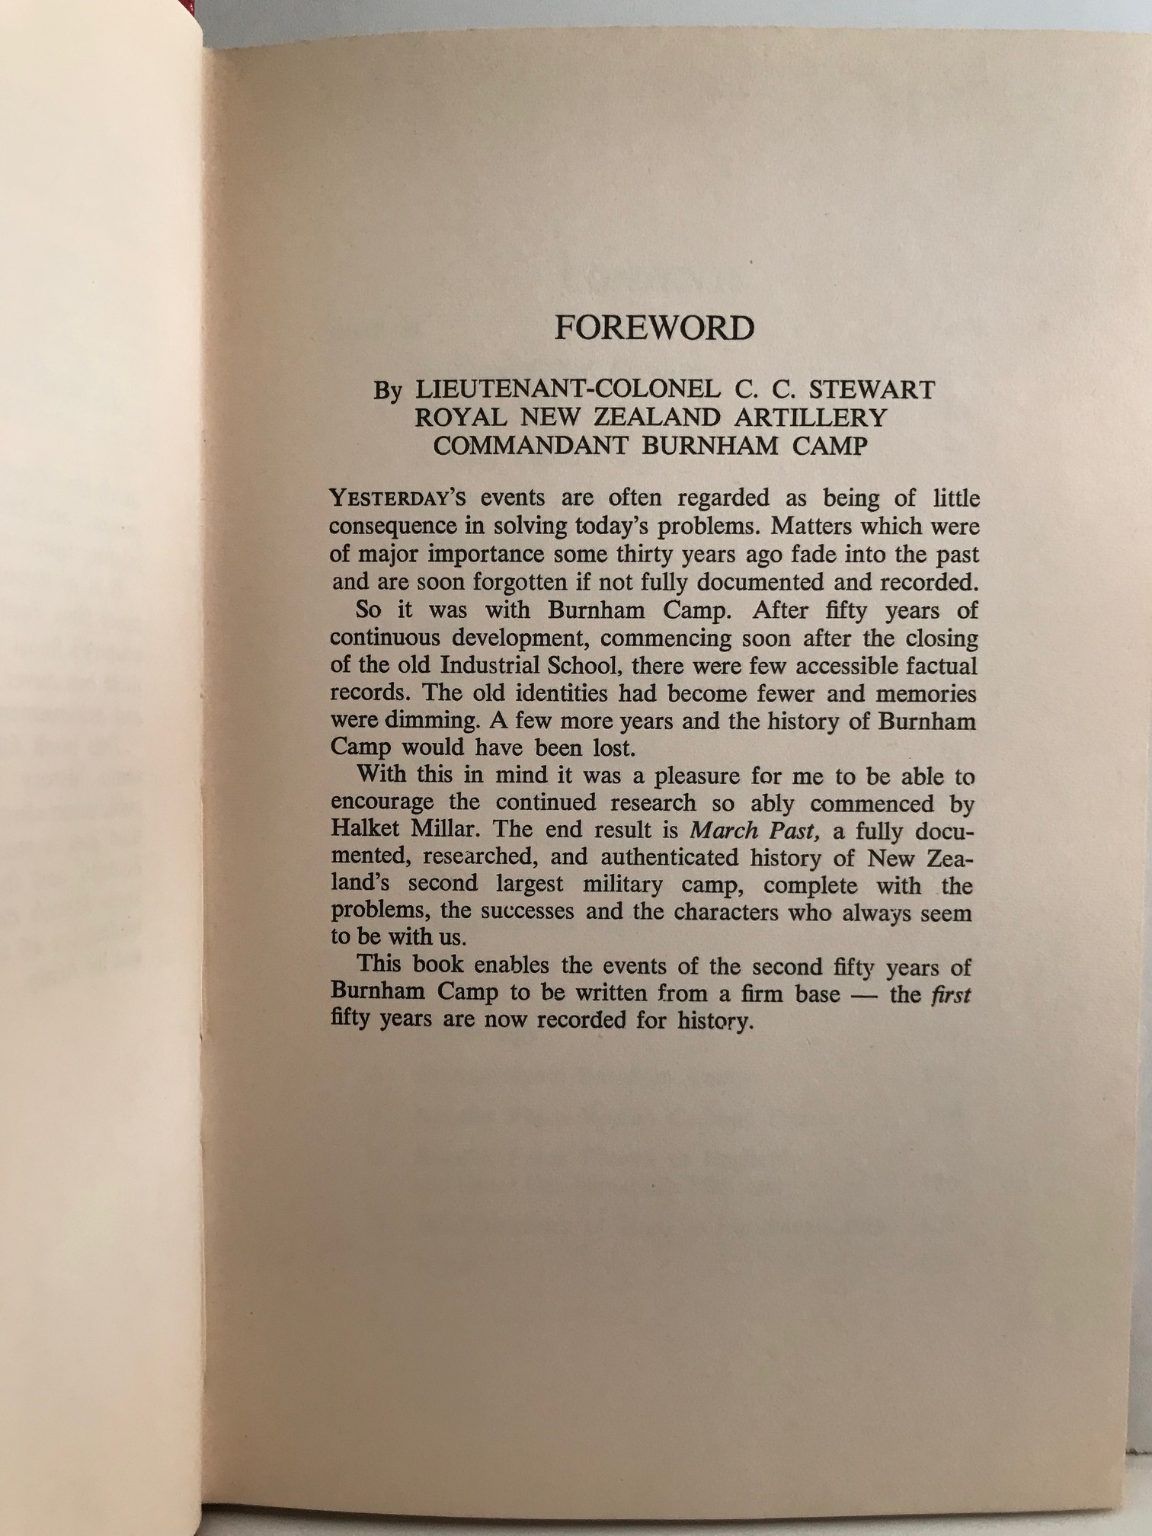 FOREWORD
By LIEUTENANT-COLONEL C. C. STEWART
ROYAL NEW ZEALAND ARTILLERY
COMMANDANT BURNHAM CAMP
YESTERDAY'S events are often regarded as being of little
consequence in solving today's problems. Matters which were
of major importance some thirty years ago fade into the past
and are soon forgotten if not fully documented and recorded.
So it was with Burnham Camp. After fifty years of
continuous development, commencing soon after the closing
of the old Industrial School, there were few accessible factual
records. The old identities had become fewer and memories
were dimming. A few more years and the history of Burnham
Camp would have been lost.
With this in mind it was a pleasure for me to be able to
encourage the continued research so ably commenced by
Halket Millar. The end result is March Past, a fully docu-
mented, researched, and authenticated history of New Zea-
land's second largest military camp, complete with the
problems, the successes and the characters who always seem
to be with us.
This book enables the events of the second fifty years of
Burnham Camp to be written from a firm base — the first
fifty years are now recorded for history.